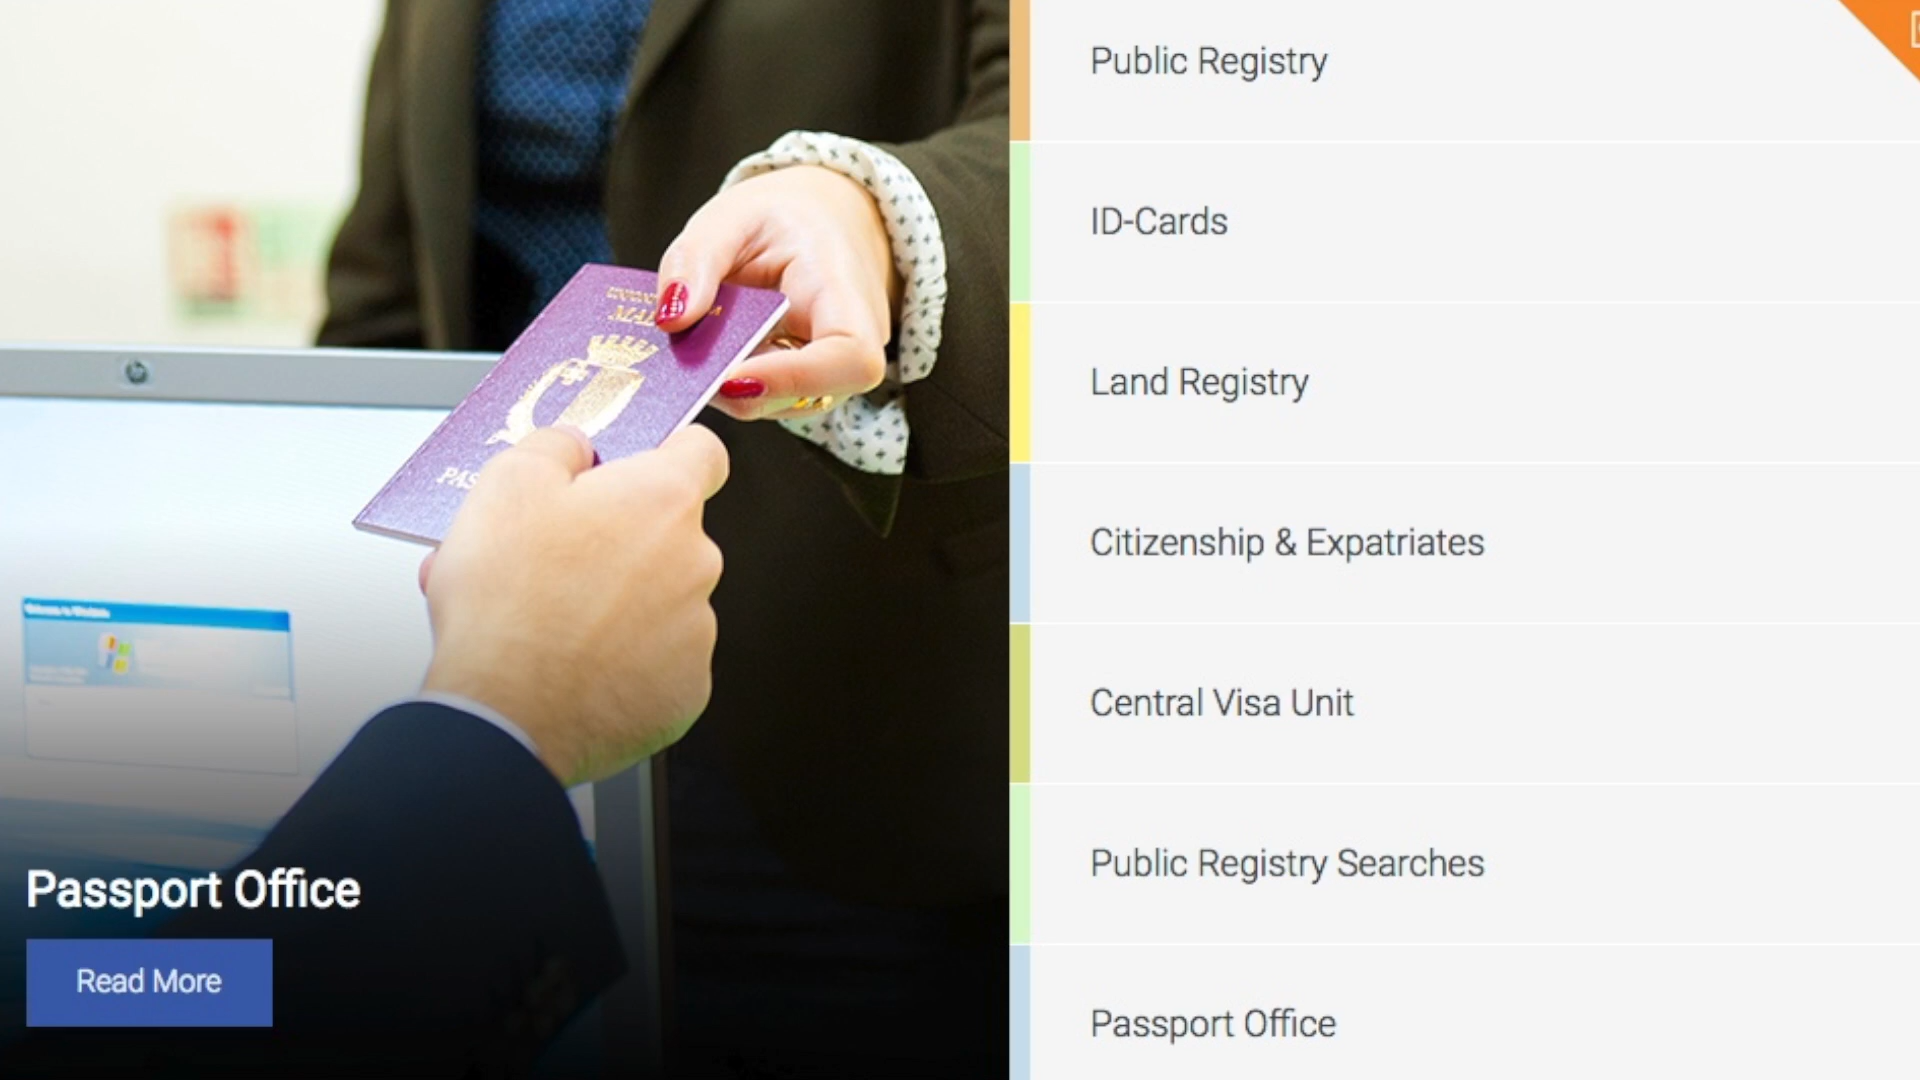 Passport Office
Read More
Public Registry
ID-Cards
Land Registry
Citizenship & Expatriates
Central Visa Unit
Public Registry Searches
Passport Office